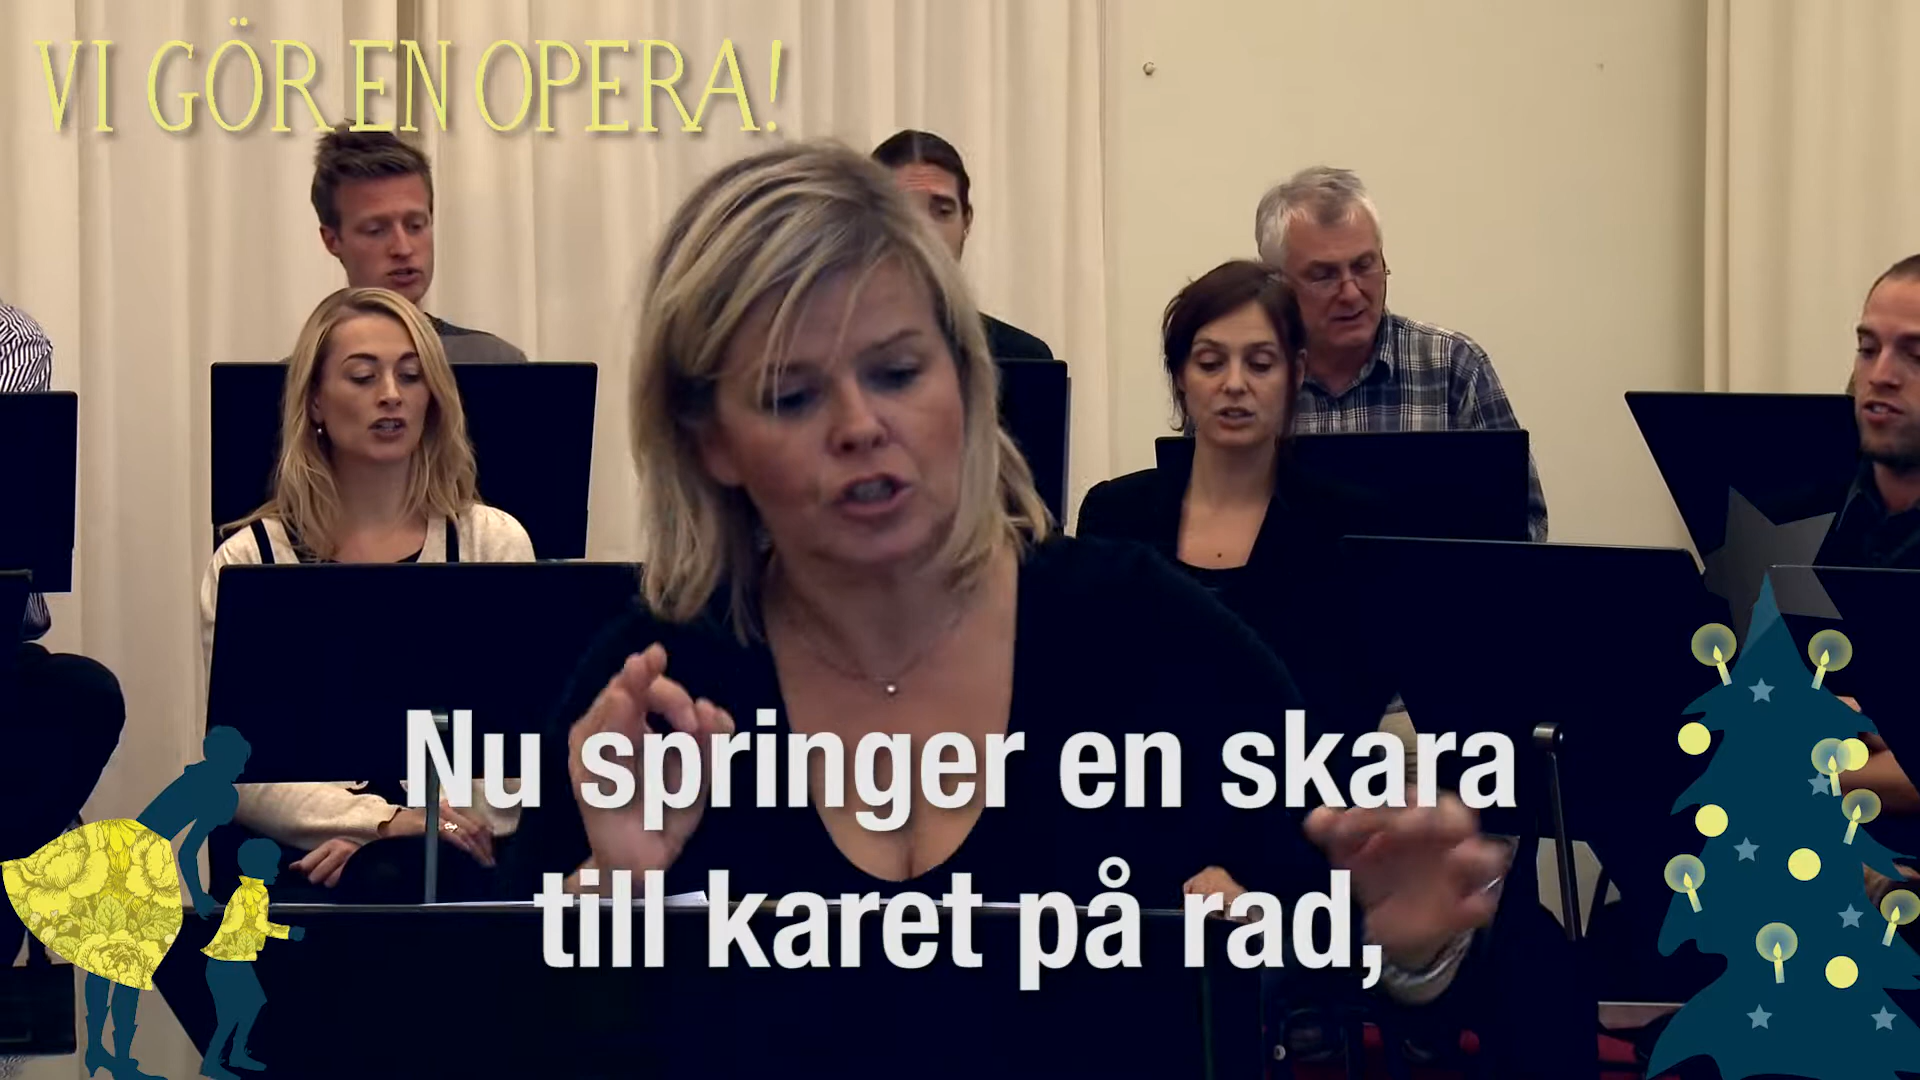 VI GÖR EN OPERA!
Nu springer en skara
till karet på rad,